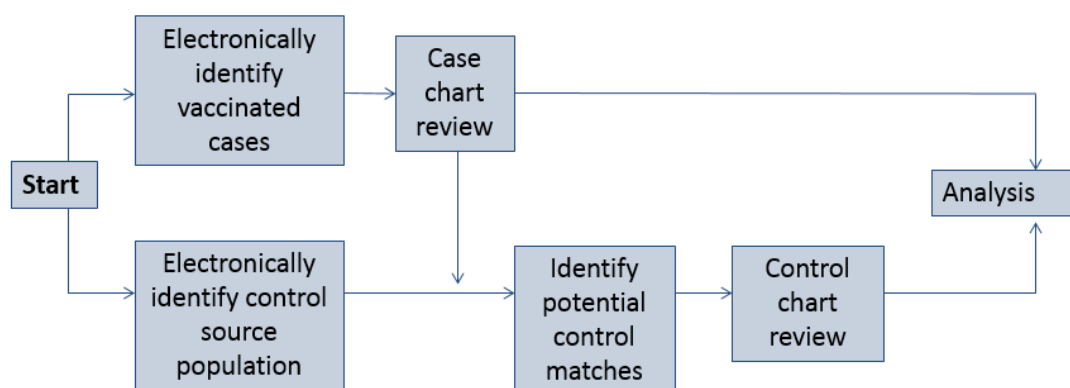 Electronically
identify
vaccinated
cases
Case
chart
review
Start
Analysis
Electronically
identify control
source
population
Identify
potential
control
matches
Control
chart
review